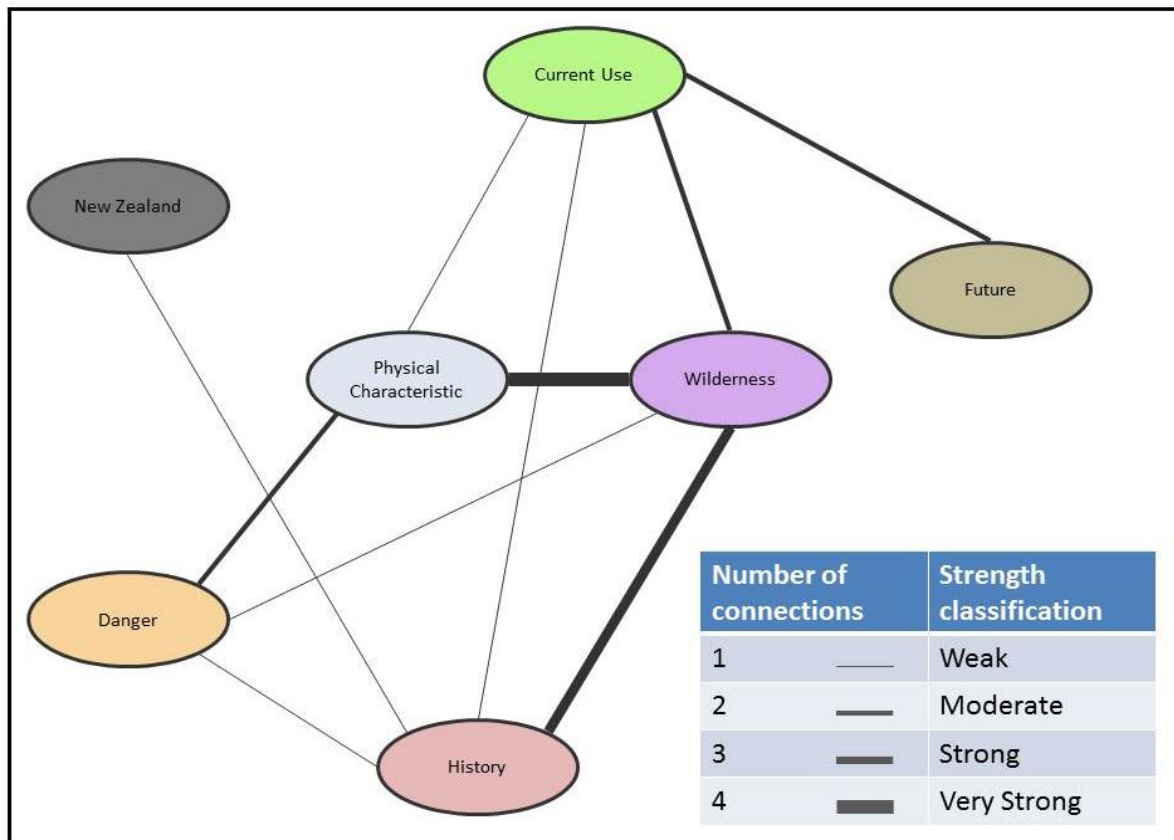 Current Use
New Zealand
Future
Physical
Characteristic
Wilderness
Danger
History
Number of
connections
Strength
classification
1 Weak
2 Moderate
3 Strong
4 Very Strong